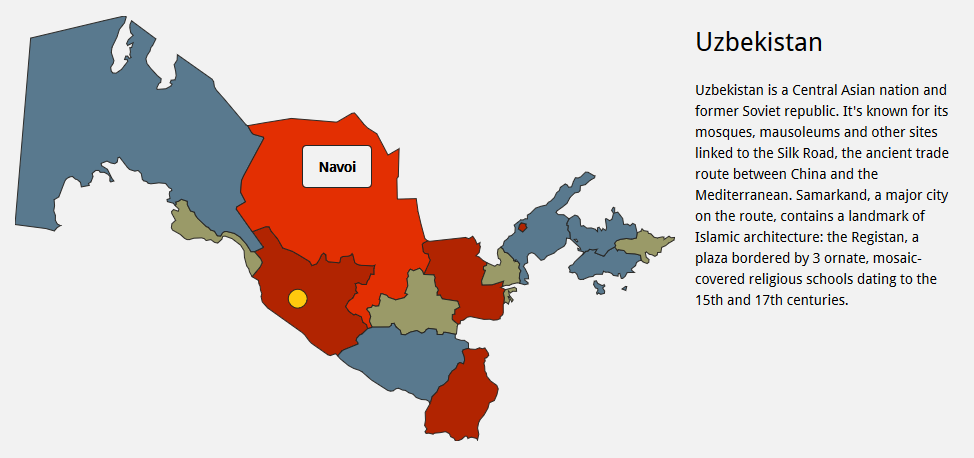 Navoi
Uzbekistan
Uzbekistan is a Central Asian nation and
former Soviet republic. It's known for its
mosques, mausoleums and other sites
linked to the Silk Road, the ancient trade
route between China and the
Mediterranean. Samarkand, a major city
on the route, contains a landmark of
Islamic architecture: the Registan, a
plaza bordered by 3 ornate, mosaic-
covered religious schools dating to the
15th and 17th centuries.